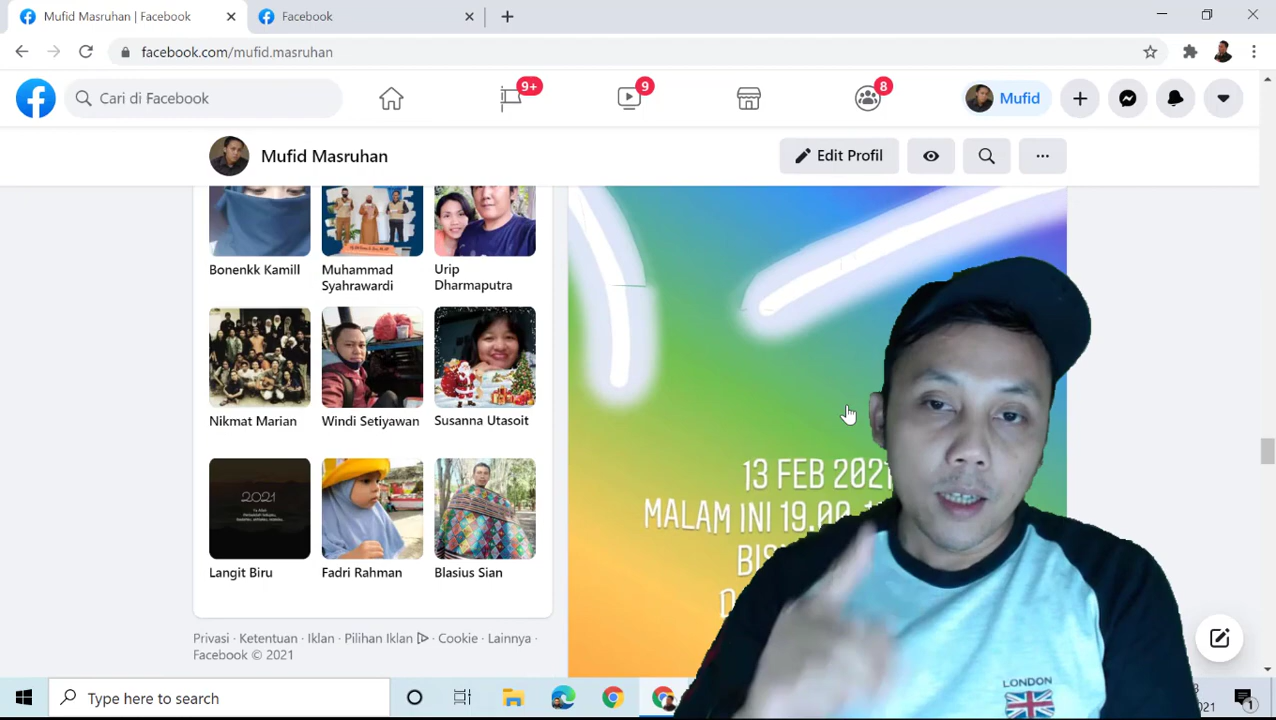 Mufid Masruhan | Facebook
Facebook
facebook.com/mufid.masruhan
Cari di Facebook
9+
9
8
Mufid
Mufid Masruhan
Edit Profil
Bonenkk Kamill
Muhammad
Syahrawardi
Urip
Dharmaputra
Nikmat Marian
Windi Setiyawan
Susanna Utasoit
2021
Langit Biru
Fadri Rahman
Blasius Sian
13 FEB 2021
MALAM INI 19.00
Privasi · Ketentuan · Iklan · Pilihan Iklan · Cookie · Lainnya ·
Facebook © 2021
LONDON
Type here to search
1